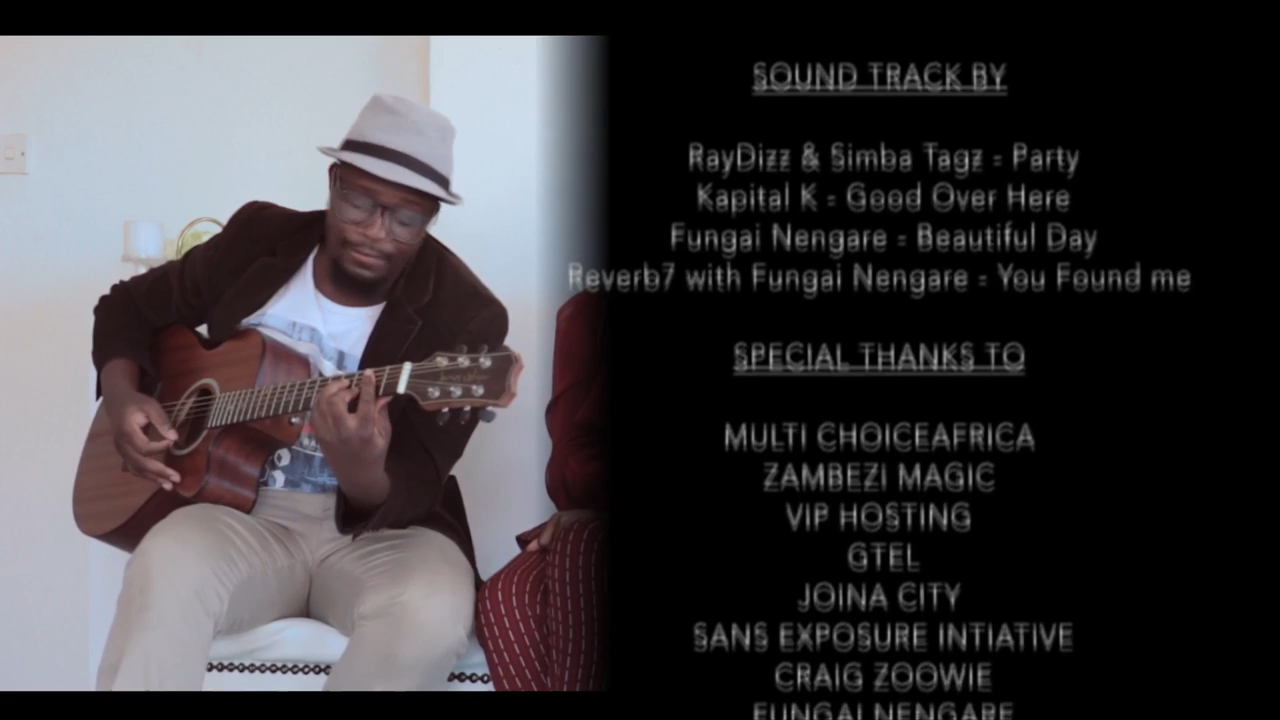 SOUND TRACK BY
RayDizz & Simba Tagz - Party
Kapital K - Good Over Here
Fungai Nengare - Beautiful Day
Reverb7 with Fungai Nengare - You Found me
SPECIAL THANKS TO
MULTI CHOICEAFRICA
ZAMBEZI MAGIC
VIP HOSTING
GTEL
JOINA CITY
SANS EXPOSURE INTIATIVE
CRAIG ZOOWIE
FUNGAI NENGARE